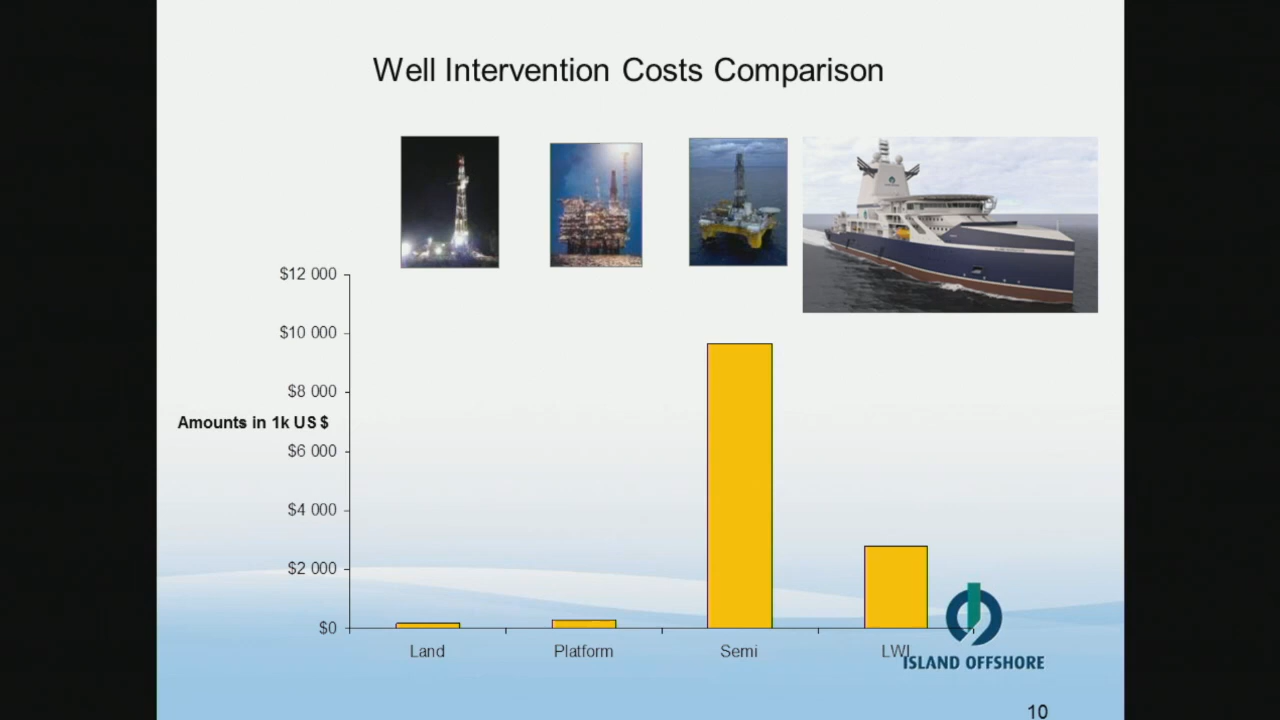 Well Intervention Costs Comparison
$12 000
$10 000
$8 000
Amounts in 1k US $
$6 000
$4 000
$2 000
$0
Land
Platform
Semi
LWI
ISLAND OFFSHORE
10